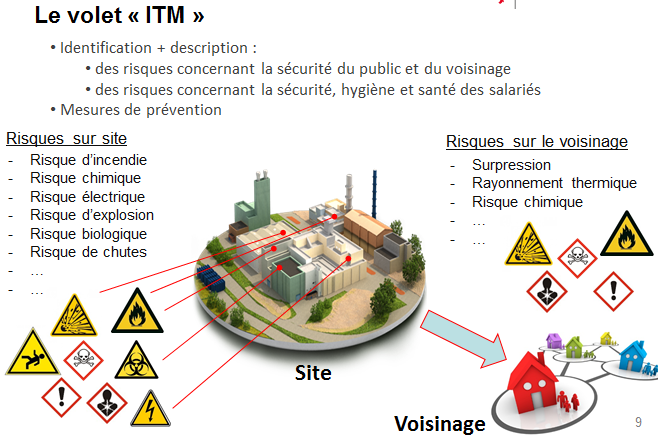 Le volet « ITM »
• Identification + description :
• des risques concernant la sécurité du public et du voisinage
• des risques concernant la sécurité, hygiène et santé des salariés
• Mesures de prévention
Risques sur site
- Risque d'incendie
- Risque chimique
- Risque électrique
- Risque d'explosion
- Risque biologique
- Risque de chutes
- ...
- ...
Risques sur le voisinage
- Surpression
- Rayonnement thermique
- Risque chimique
- ...
- ...
Site
Voisinage
9